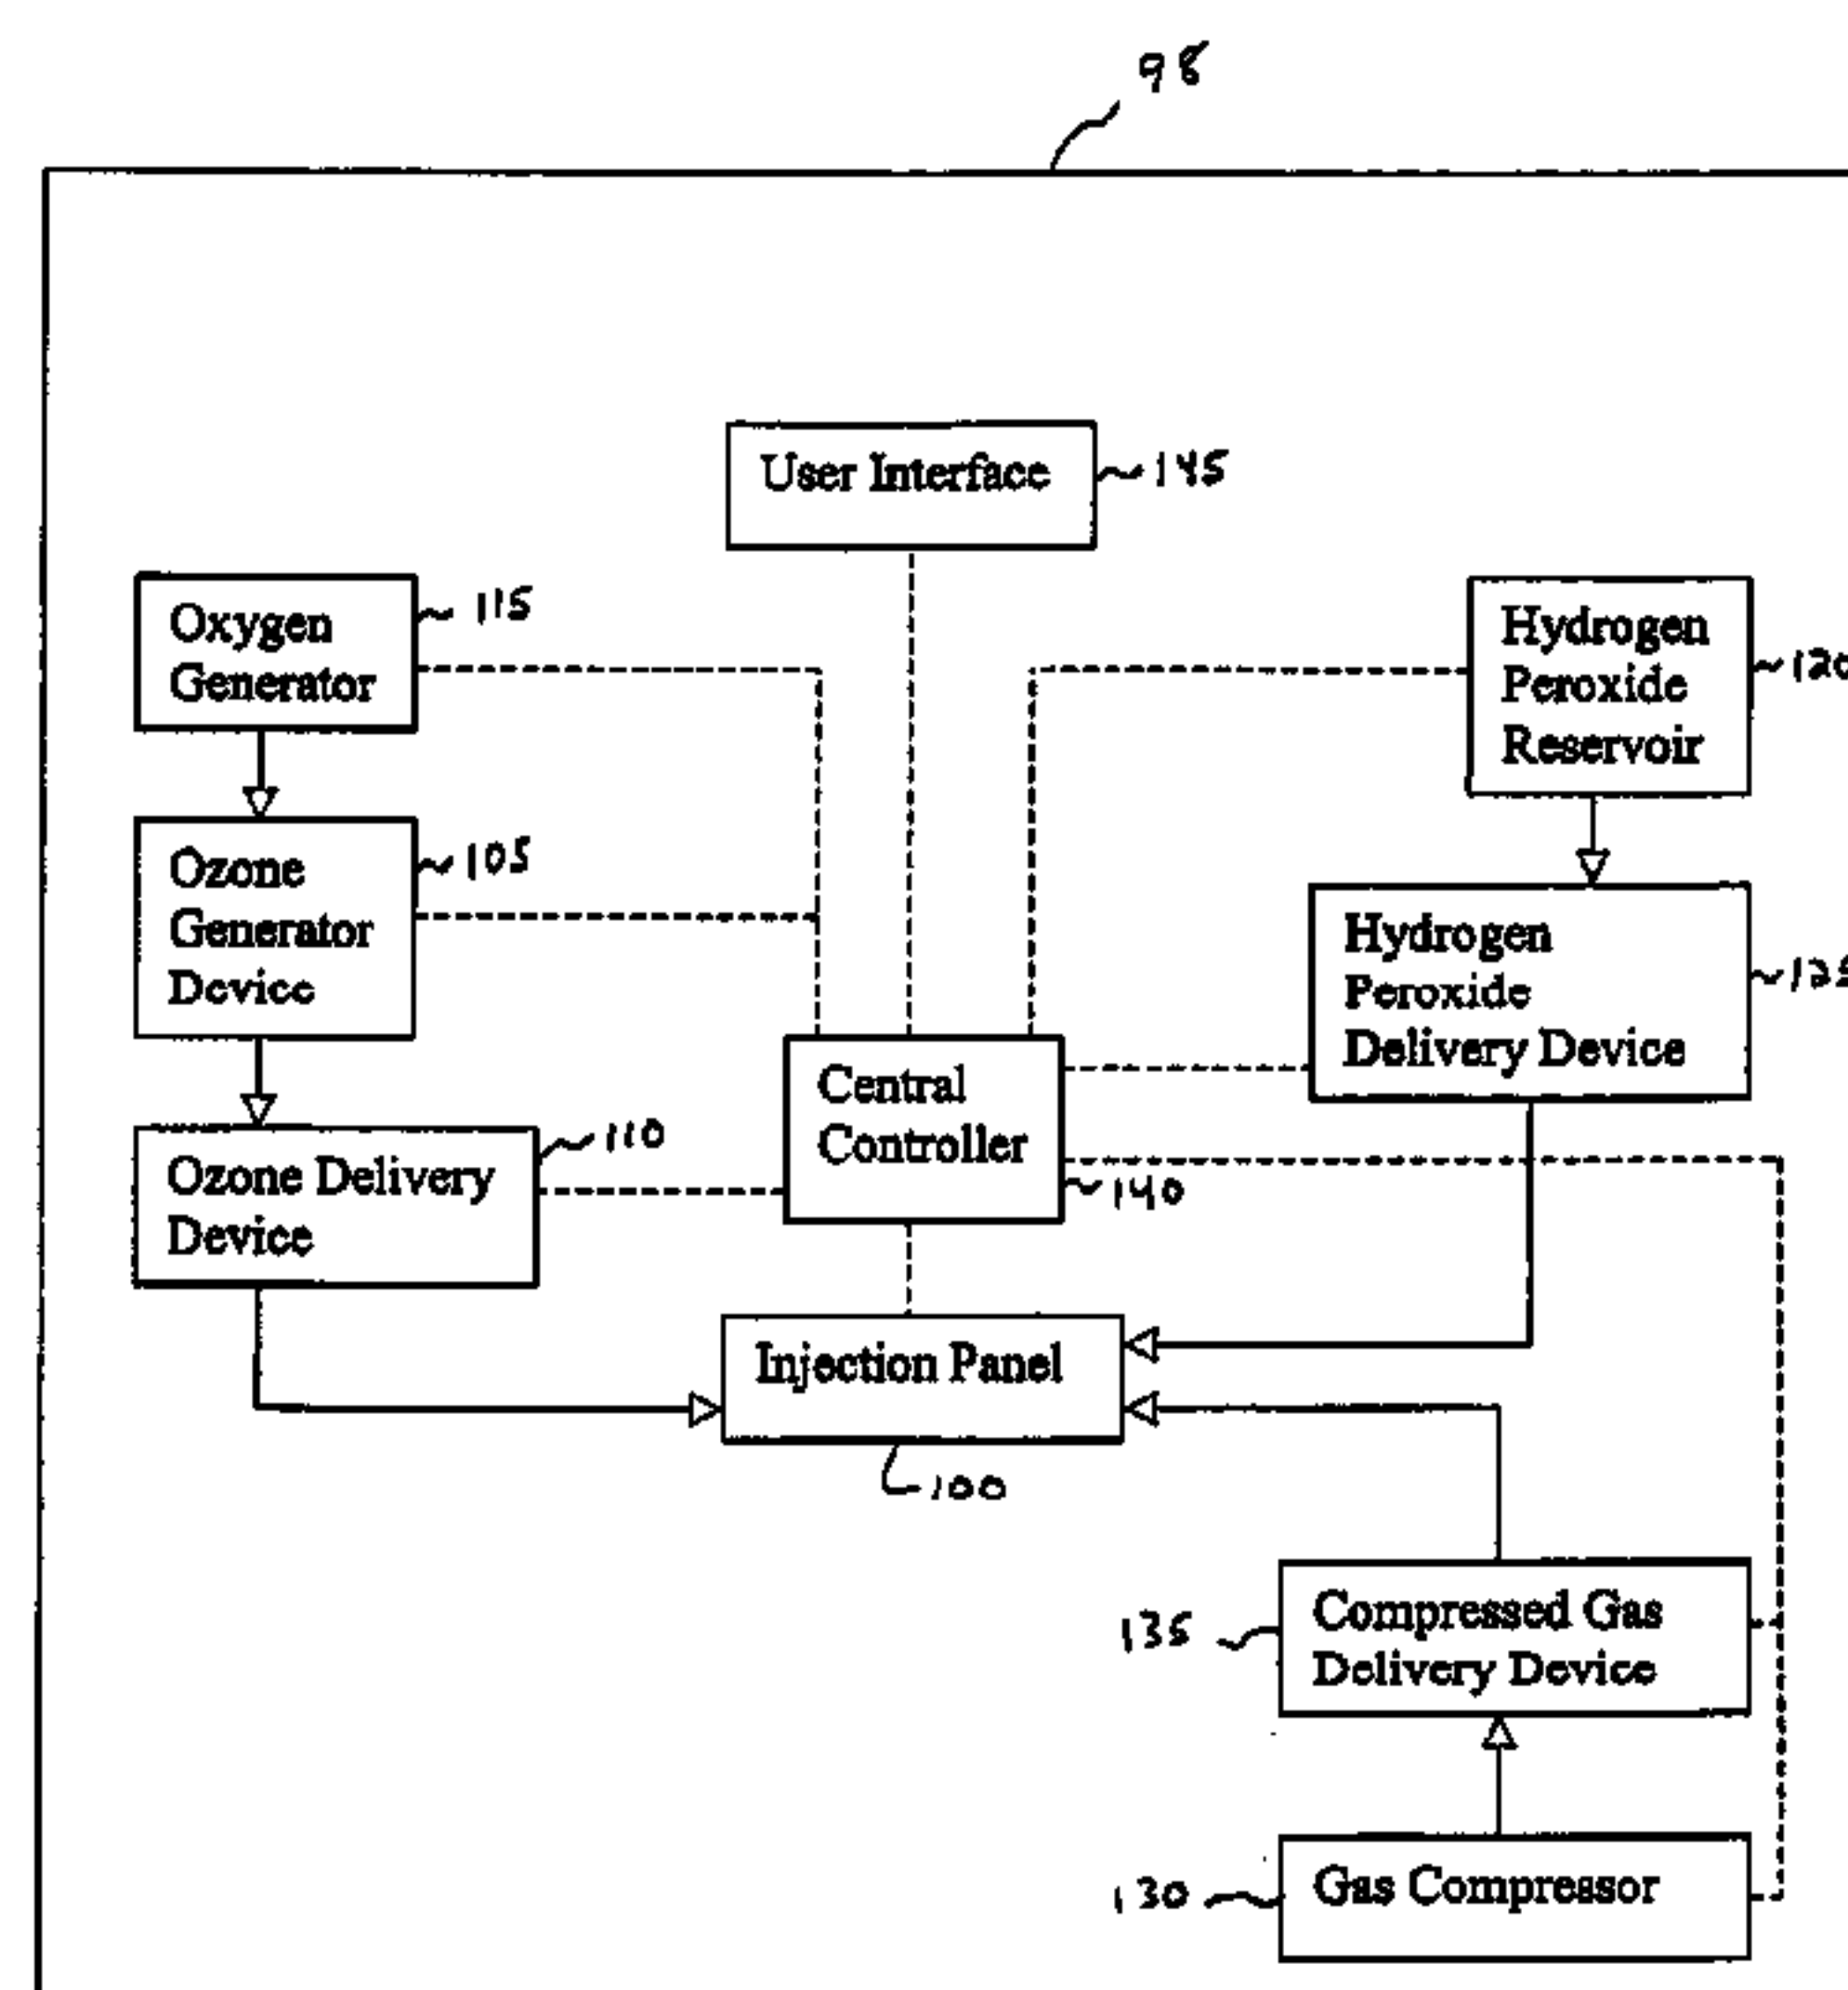 98
User Interface
145
Oxygen
Generator
115
Hydrogen
Peroxide
Reservoir
120
Ozone
Generator
Device
105
Hydrogen
Peroxide
Delivery Device
Central
Controller
140
Ozone Delivery
Device
110
Injection Panel
100
Compressed Gas
Delivery Device
135
Gas Compressor
130